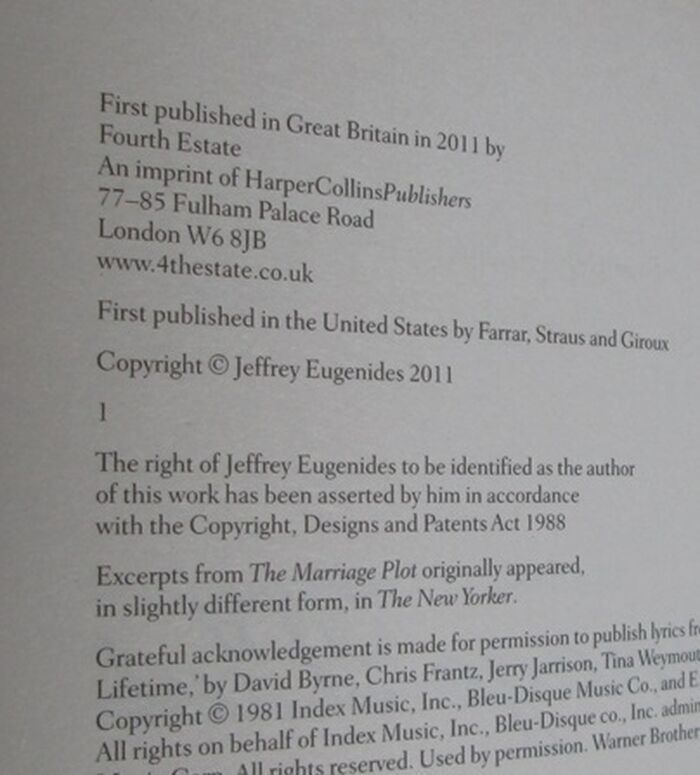 First published in Great Britain in 2011 by
Fourth Estate
An imprint of HarperCollinsPublishers
77–85 Fulham Palace Road
London W6 8JB
www.4thestate.co.uk
First published in the United States by Farrar, Straus and Giroux
Copyright © Jeffrey Eugenides 2011
1
The right of Jeffrey Eugenides to be identified as the author
of this work has been asserted by him in accordance
with the Copyright, Designs and Patents Act 1988
Excerpts from The Marriage Plot originally appeared,
in slightly different form, in The New Yorker.
Grateful acknowledgement is made for permission to publish lyrics
Lifetime,' by David Byrne, Chris Frantz, Jerry Jarrison, Tina
Copyright © 1981 Index Music, Inc., Bleu-Disque Music Co., and
All rights on behalf of Index Music, Inc., Bleu-Disque co., Inc.
All rights reserved. Used by permission. Warner